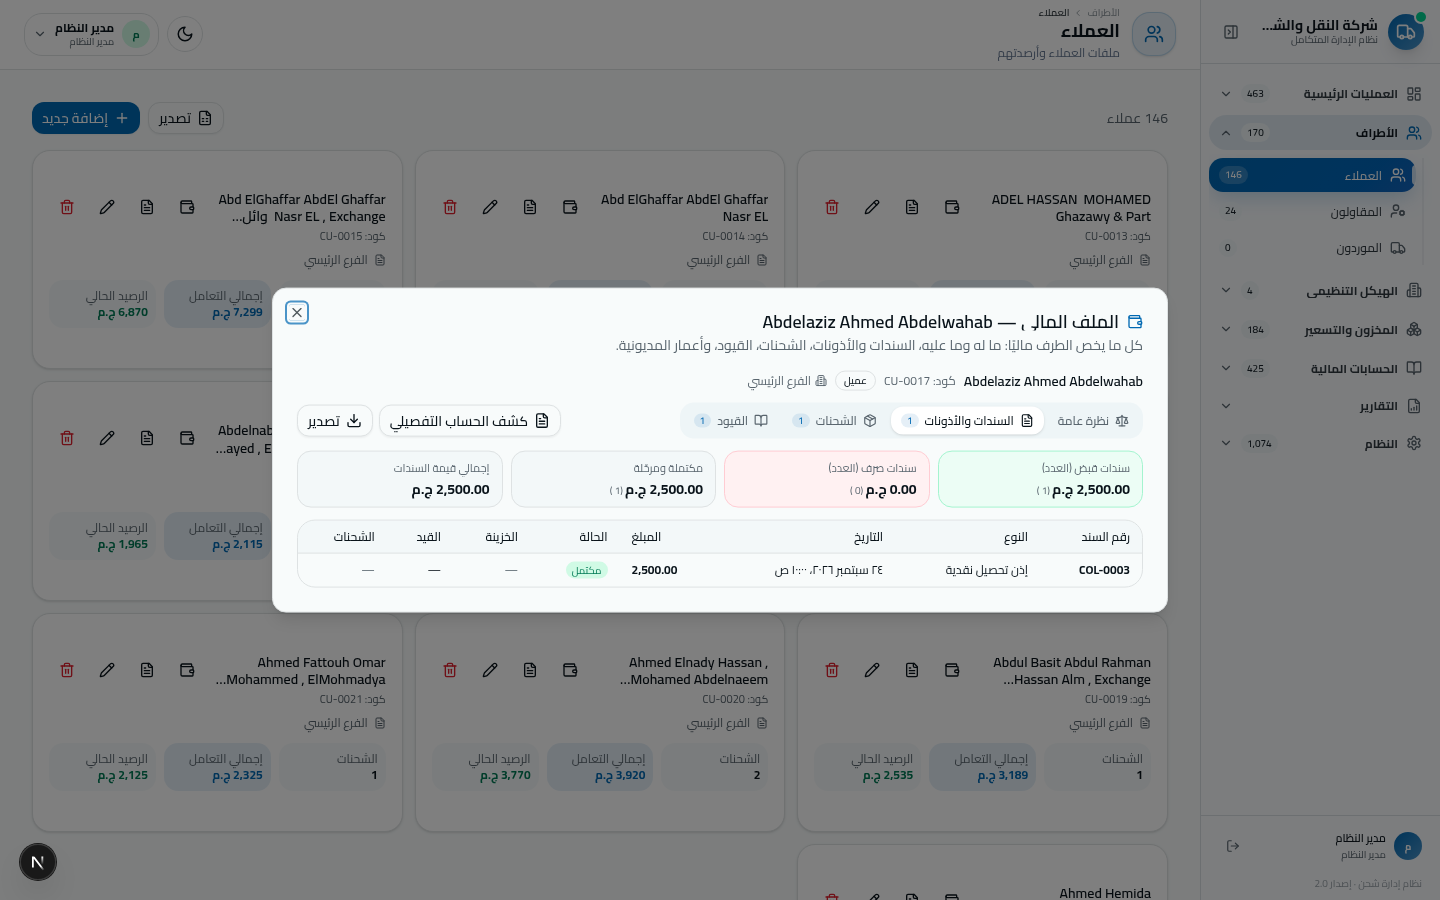 شركة النقل والشـ...
نظام الإدارة المتكامل
العمليات الرئيسية 463
الأطراف 170
العملاء 146
المقاولون 24
الموردون 0
الهيكل التنظيمي 4
المخزون والتسعير 184
الحسابات المالية 425
التقارير
النظام 1,074
مدير النظام
مدير النظام
نظام إدارة شحن · إصدار 2.0
الأطراف › العملاء
العملاء
ملفات العملاء وأرصدتهم
م
مدير النظام
مدير النظام
146 عملاء
تصدير
إضافة جديد
ADEL HASSAN MOHAMED
Ghazawy & Part
كود: CU-0013
الفرع الرئيسي
Abd ElGhaffar AbdEl Ghaffar
Nasr EL
كود: CU-0014
الفرع الرئيسي
Abd ElGhaffar AbdEl Ghaffar
Nasr EL , Exchange وائل...
كود: CU-0015
الفرع الرئيسي
إجمالي التعامل
7,299 ج.م
الرصيد الحالي
6,870 ج.م
الملف المالي — Abdelaziz Ahmed Abdelwahab
كل ما يخص الطرف ماليًا: ما له وما عليه، السندات والأذونات، الشحنات، القيود، وأعمار المديونية.
Abdelaziz Ahmed Abdelwahab كود: CU-0017 عميل الفرع الرئيسي
نظرة عامة
السندات والأذونات 1
الشحنات 1
القيود 1
كشف الحساب التفصيلي
تصدير
سندات قبض (العدد)
2,500.00 ج.م (1 )
سندات صرف (العدد)
0.00 ج.م (0 )
مكتملة ومرحّلة
2,500.00 ج.م (1 )
إجمالي قيمة السندات
2,500.00 ج.م
رقم السند النوع التاريخ المبلغ الحالة الخزينة القيد الشحنات
COL-0003 إذن تحصيل نقدية ٢٤ سبتمبر ٢٠٢٦، ١٠:٠٠ ص 2,500.00 مكتمل — — —
Abdelnab
...ayed , E
إجمالي التعامل
2,115 ج.م
الرصيد الحالي
1,965 ج.م
Abdul Basit Abdul Rahman
Hassan Alm , Exchange...
كود: CU-0019
الفرع الرئيسي
الشحنات
1
إجمالي التعامل
3,189 ج.م
الرصيد الحالي
2,535 ج.م
Ahmed Elnady Hassan ,
Mohamed Abdelnaeem...
كود: CU-0020
الفرع الرئيسي
الشحنات
2
إجمالي التعامل
3,920 ج.م
الرصيد الحالي
3,770 ج.م
Ahmed Fattouh Omar
Mohammed , ElMohmadya...
كود: CU-0021
الفرع الرئيسي
الشحنات
1
إجمالي التعامل
2,325 ج.م
الرصيد الحالي
2,125 ج.م
Ahmed Hemida
م
N